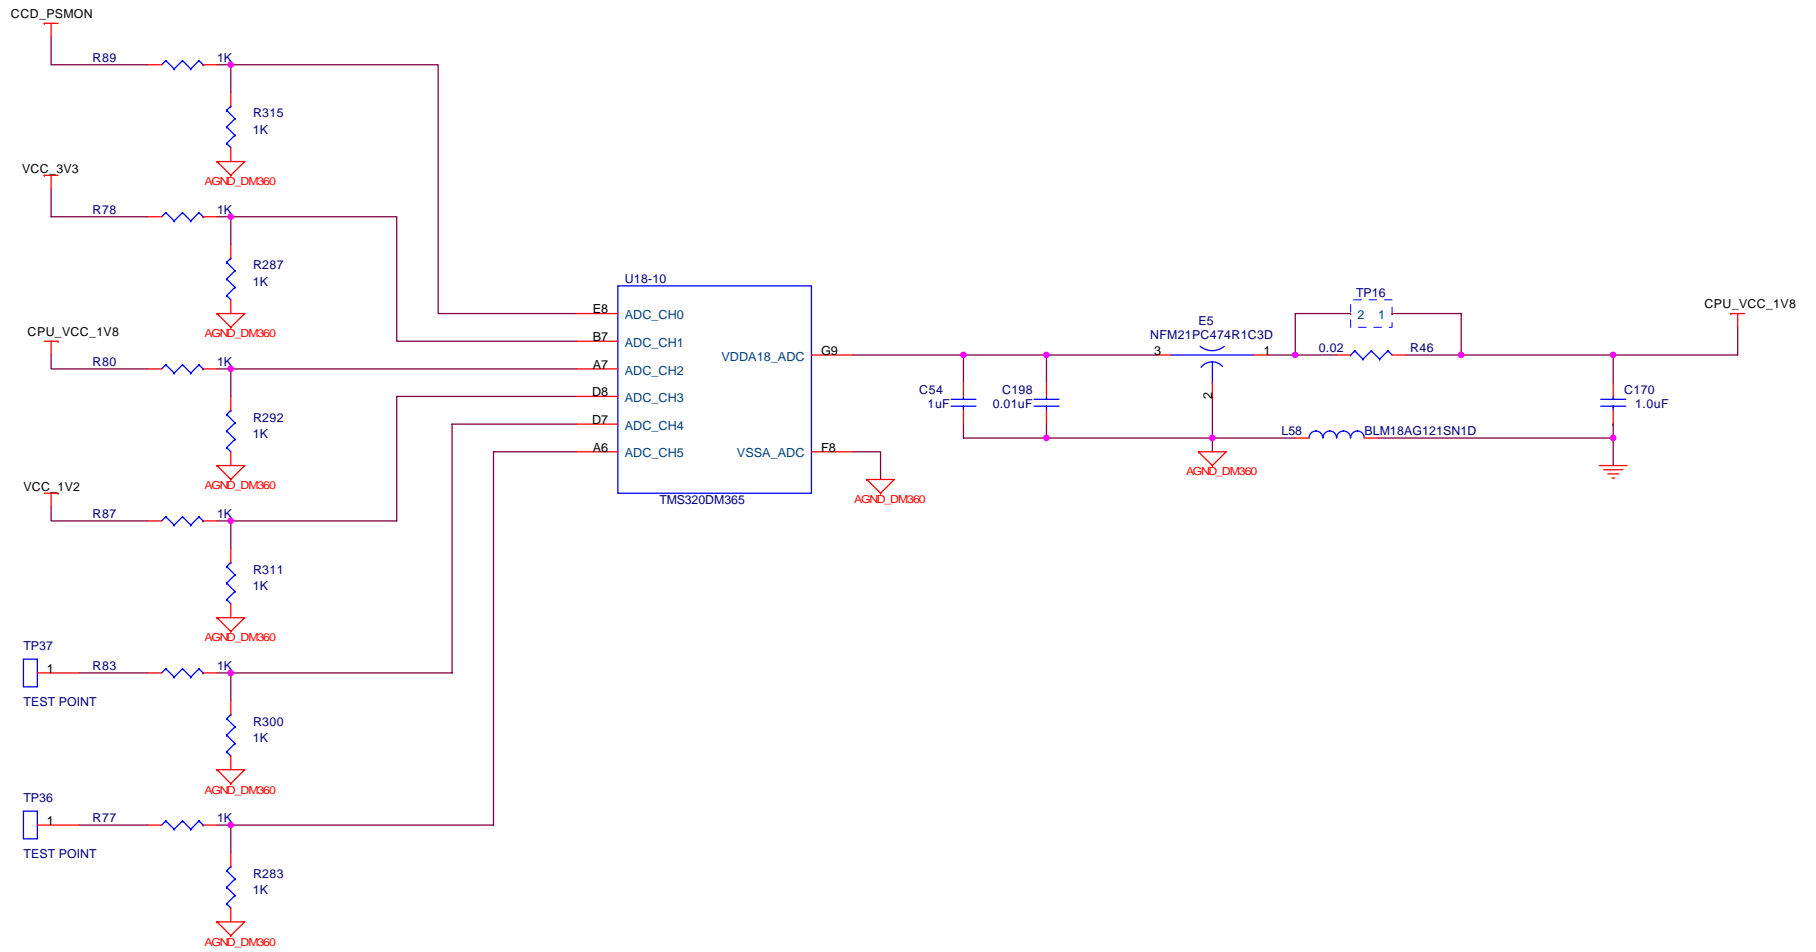 CCD_PSMON
R89 1K
R315
1K
AGND_DM360
VCC_3V3
R78 1K
R287
1K
AGND_DM360
CPU_VCC_1V8
R80 1K
R292
1K
AGND_DM360
VCC_1V2
R87 1K
R311
1K
AGND_DM360
TP37
1 R83 1K
TEST POINT
R300
1K
AGND_DM360
TP36
1 R77 1K
TEST POINT
R283
1K
AGND_DM360
U18-10
E8 ADC_CH0
B7 ADC_CH1
A7 ADC_CH2
D8 ADC_CH3
D7 ADC_CH4
A6 ADC_CH5
VDDA18_ADC G9
VSSA_ADC F8
TMS320DM365
AGND_DM360
C54
1uF
C198
0.01uF
E5
NFM21PC474R1C3D
3 1
2
AGND_DM360
TP16
2 1
0.02 R46
L58 BLM18AG121SN1D
C170
1.0uF
CPU_VCC_1V8